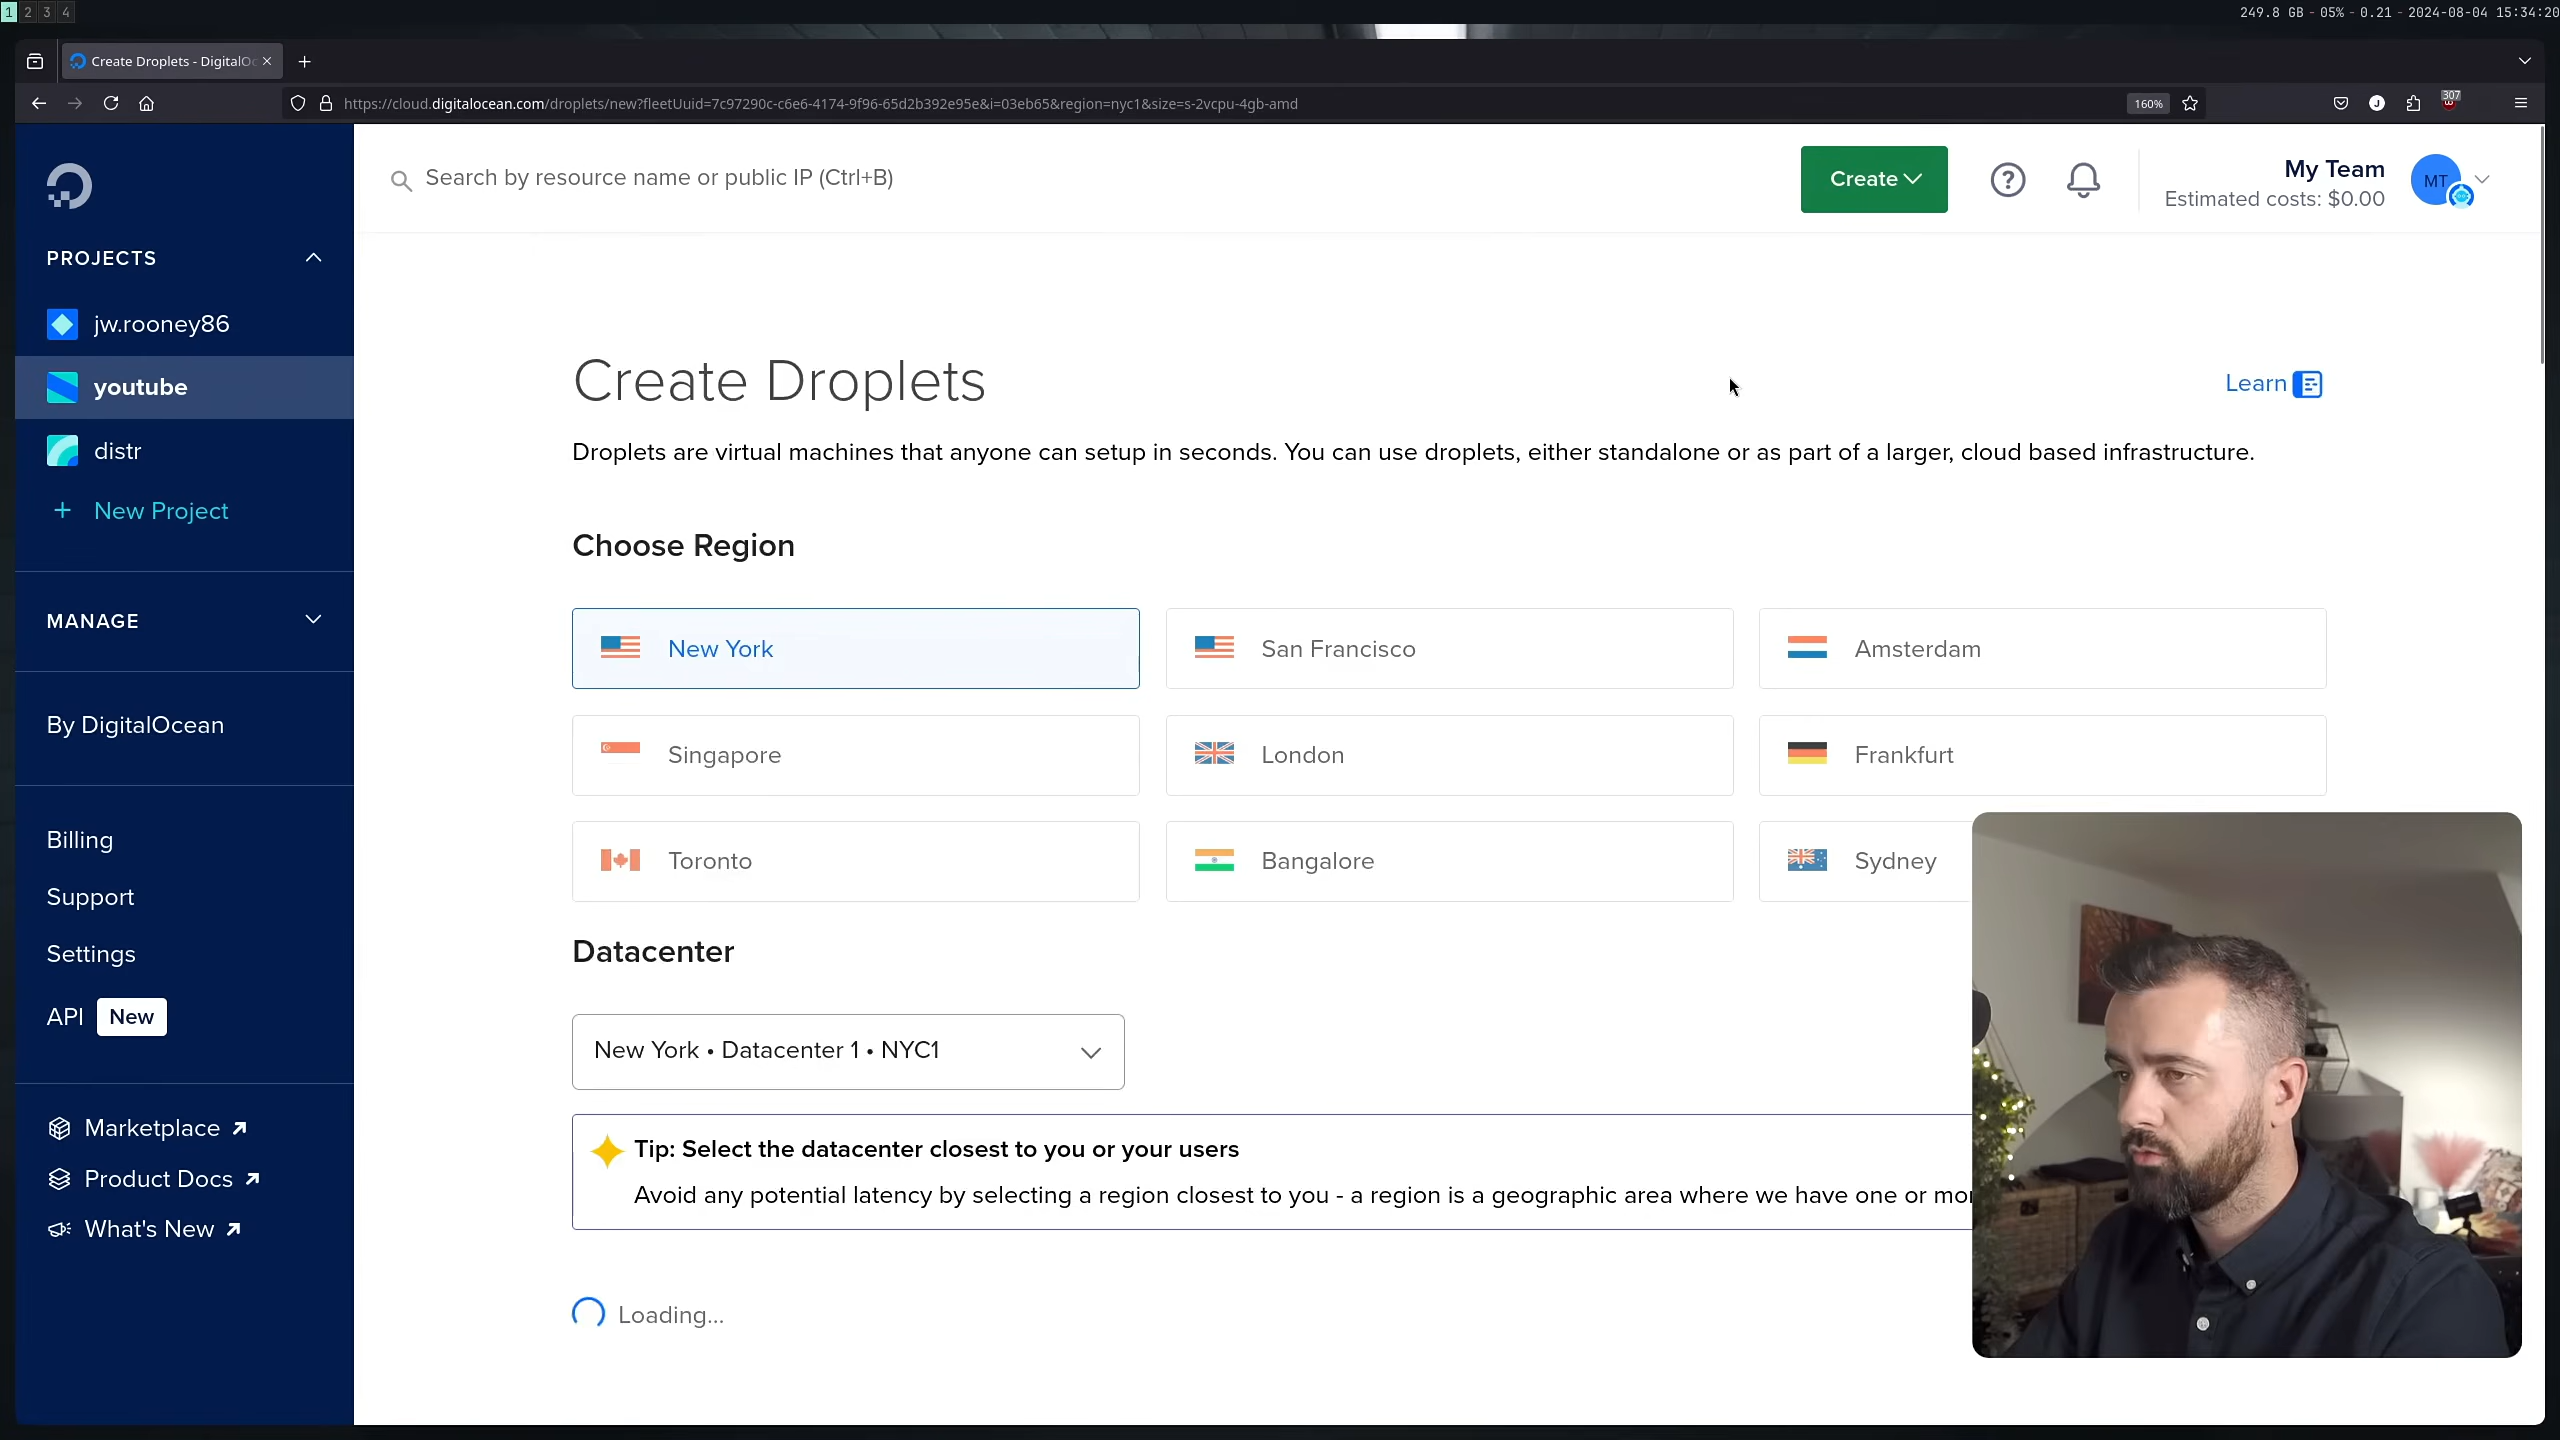 1 2 3 4
249.8 GB - 05% - 0.21 - 2024-08-04 15:34:20
Create Droplets - DigitalOc
https://cloud.digitalocean.com/droplets/new?fleetUuid=7c97290c-c6e6-4174-9f96-65d2b392e95e&i=03eb65&region=nyc1&size=s-2vcpu-4gb-amd
160%
J
307
Search by resource name or public IP (Ctrl+B)
Create
?
My Team
Estimated costs: $0.00
MT
PROJECTS
jw.rooney86
youtube
distr
+ New Project
MANAGE
By DigitalOcean
Billing
Support
Settings
API New
Marketplace
Product Docs
What's New
Create Droplets
Learn
Droplets are virtual machines that anyone can setup in seconds. You can use droplets, either standalone or as part of a larger, cloud based infrastructure.
Choose Region
New York
San Francisco
Amsterdam
Singapore
London
Frankfurt
Toronto
Bangalore
Sydney
Datacenter
New York • Datacenter 1 • NYC1
Tip: Select the datacenter closest to you or your users
Avoid any potential latency by selecting a region closest to you - a region is a geographic area where we have one or mor
Loading...